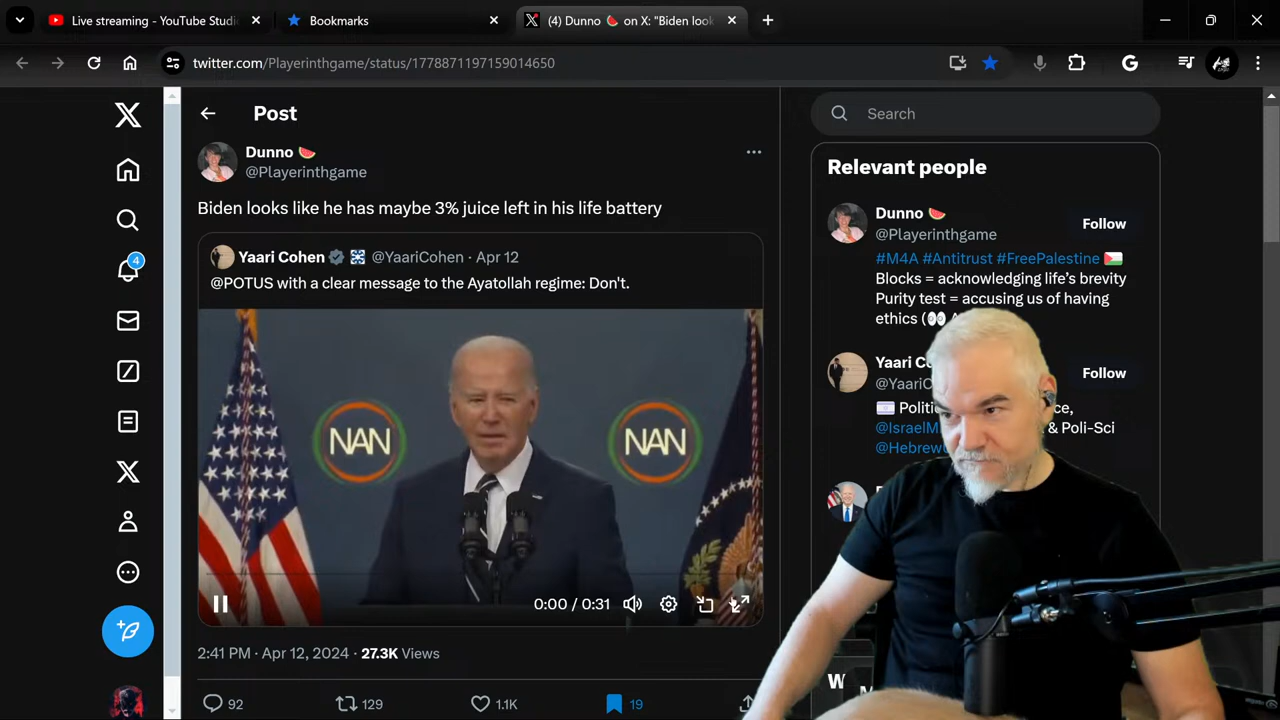 Live streaming - YouTube Studi
Bookmarks
(4) Dunno 🍉 on X: "Biden look
twitter.com/Playerinthgame/status/1778871197159014650
G
Post
Dunno 🍉
@Playerinthgame
Biden looks like he has maybe 3% juice left in his life battery
Yaari Cohen @YaariCohen · Apr 12
@POTUS with a clear message to the Ayatollah regime: Don't.
NAN
NAN
0:00 / 0:31
2:41 PM · Apr 12, 2024 · 27.3K Views
92
129
1.1K
19
4
Search
Relevant people
Dunno 🍉
@Playerinthgame
Follow
#M4A #Antitrust #FreePalestine 🇵🇸
Blocks = acknowledging life's brevity
Purity test = accusing us of having
ethics (👀
Yaari Co
@YaariC
Follow
🇮🇱 Politi
ce,
@IsraelM
& Poli-Sci
@Hebrew
W